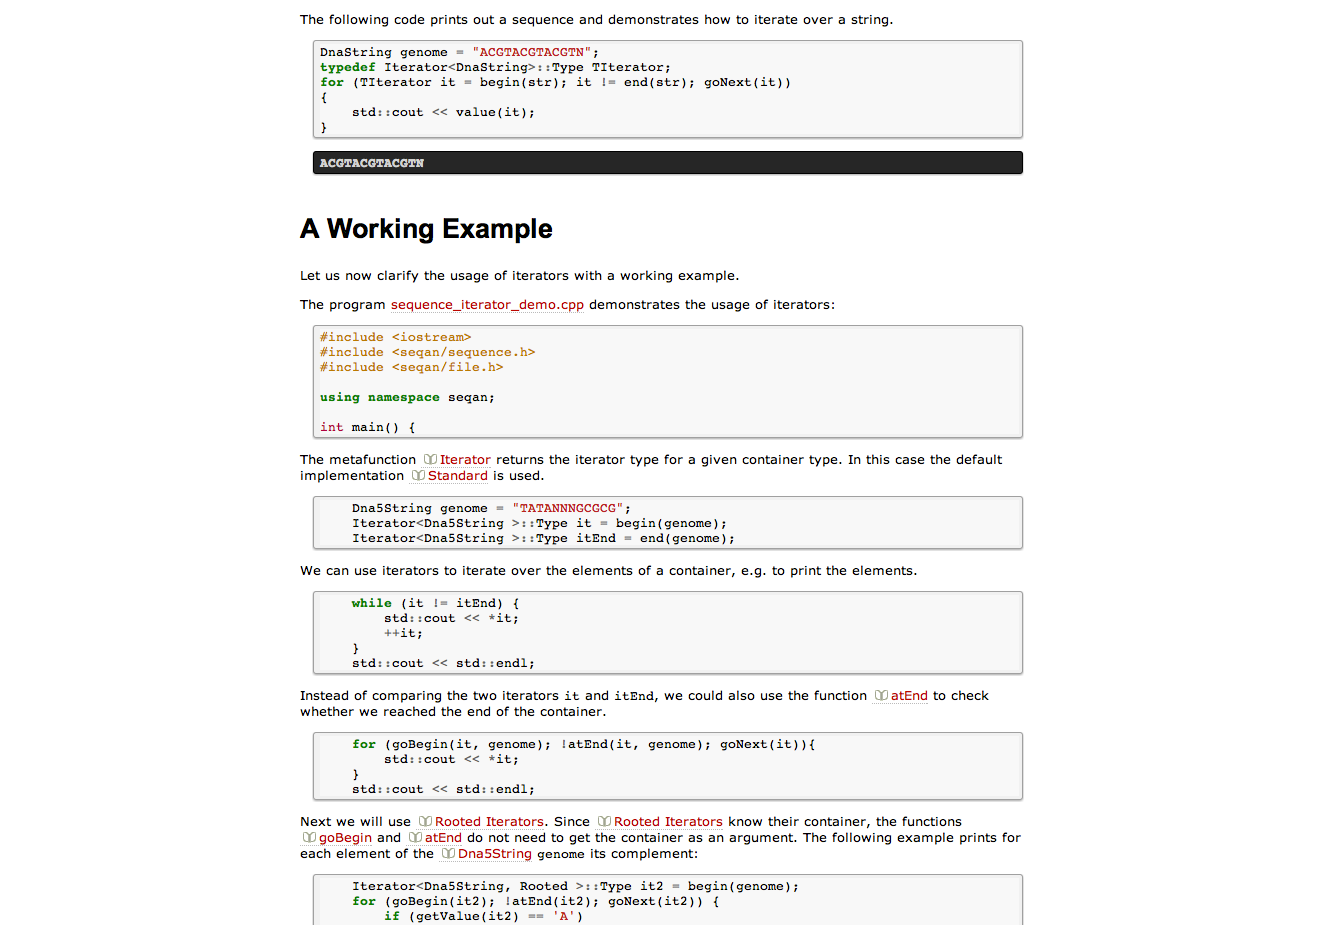 The following code prints out a sequence and demonstrates how to iterate over a string.
DnaString genome = "ACGTACGTACGTN";
typedef Iterator<DnaString>::Type TIterator;
for (TIterator it = begin(str); it != end(str); goNext(it))
{
    std::cout << value(it);
}
ACGTACGTACGTN
A Working Example
Let us now clarify the usage of iterators with a working example.
The program sequence_iterator_demo.cpp demonstrates the usage of iterators:
#include <iostream>
#include <seqan/sequence.h>
#include <seqan/file.h>
using namespace seqan;
int main() {
The metafunction Iterator returns the iterator type for a given container type. In this case the default
implementation Standard is used.
    Dna5String genome = "TATANNNGCGCG";
    Iterator<Dna5String >::Type it = begin(genome);
    Iterator<Dna5String >::Type itEnd = end(genome);
We can use iterators to iterate over the elements of a container, e.g. to print the elements.
    while (it != itEnd) {
        std::cout << *it;
        ++it;
    }
    std::cout << std::endl;
Instead of comparing the two iterators it and itEnd, we could also use the function atEnd to check
whether we reached the end of the container.
    for (goBegin(it, genome); !atEnd(it, genome); goNext(it)){
        std::cout << *it;
    }
    std::cout << std::endl;
Next we will use Rooted Iterators. Since Rooted Iterators know their container, the functions
goBegin and atEnd do not need to get the container as an argument. The following example prints for
each element of the Dna5String genome its complement:
    Iterator<Dna5String, Rooted >::Type it2 = begin(genome);
    for (goBegin(it2); !atEnd(it2); goNext(it2)) {
        if (getValue(it2) == 'A')